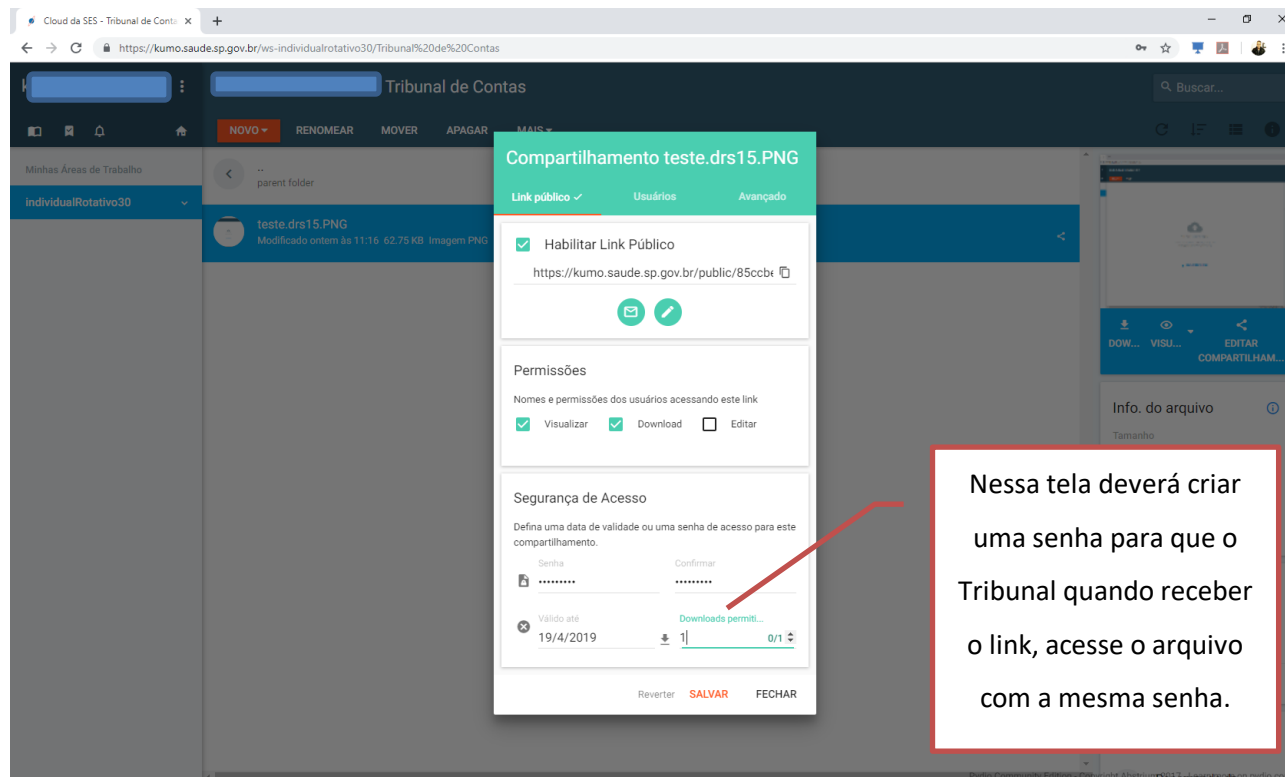 Cloud da SES - Tribunal de Conta
https://kumo.saude.sp.gov.br/ws-individualrotativo30/Tribunal%20de%20Contas
Tribunal de Contas
Buscar...
NOVO RENOMEAR MOVER APAGAR MAIS
Minhas Áreas de Trabalho
individualRotativo30
..
parent folder
teste.drs15.PNG
Modificado ontem às 11:16 62.75 KB Imagem PNG
Compartilhamento teste.drs15.PNG
Link público Usuários Avançado
Habilitar Link Público
https://kumo.saude.sp.gov.br/public/85ccbe
Permissões
Nomes e permissões dos usuários acessando este link
Visualizar Download Editar
Segurança de Acesso
Defina uma data de validade ou uma senha de acesso para este
compartilhamento.
Senha Confirmar
Válido até Downloads permiti...
19/4/2019 1 0/1
Reverter SALVAR FECHAR
DOW... VISU... EDITAR
COMPARTILHAM...
Info. do arquivo
Tamanho
Nessa tela deverá criar
uma senha para que o
Tribunal quando receber
o link, acesse o arquivo
com a mesma senha.